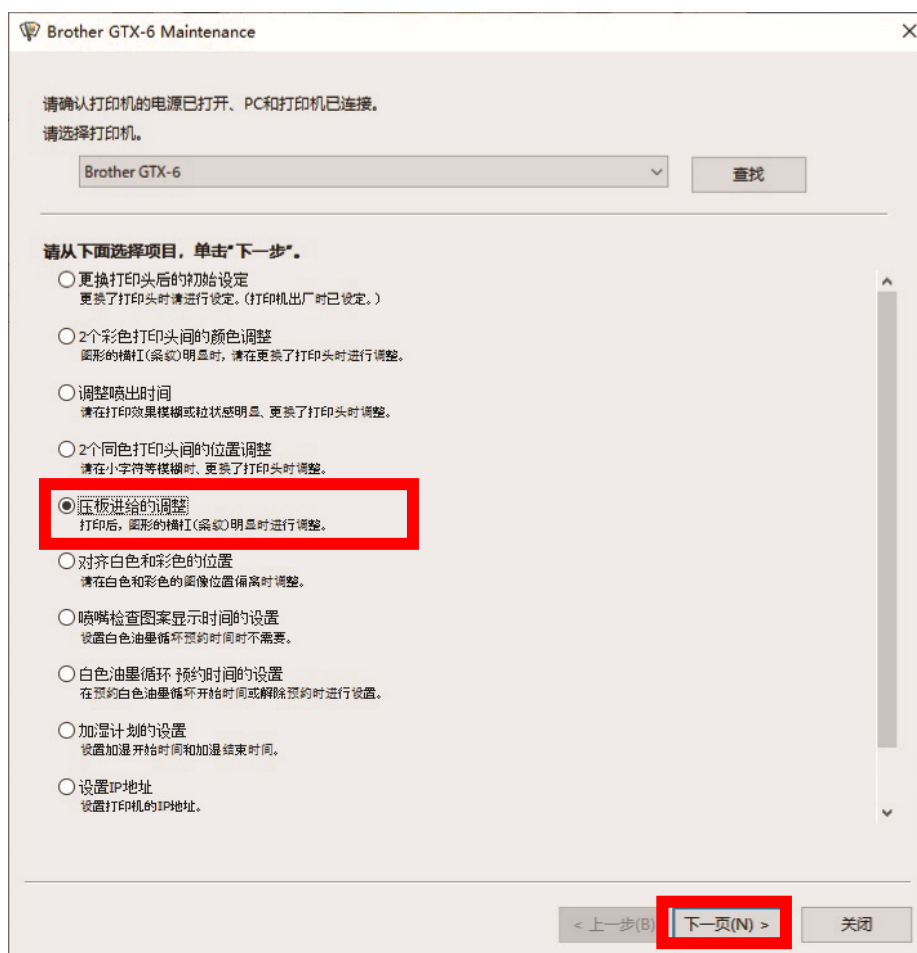 Brother GTX-6 Maintenance
请确认打印机的电源已打开、PC和打印机已连接。
请选择打印机。
Brother GTX-6
查找
请从下面选择项目，单击“下一步”。
更换打印头后的初始设定
更换了打印头时请进行设定。(打印机出厂时已设定。)
2个彩色打印头间的颜色调整
图形的横杠(条纹)明显时, 请在更换了打印头时进行调整。
调整喷出时间
请在打印效果模糊或粒状感明显、更换了打印头时调整。
2个同色打印头间的位置调整
请在小字符等模糊时、更换了打印头时调整。
压板进给的调整
打印后, 图形的横杠(条纹)明显时进行调整。
对齐白色和彩色的位置
请在白色和彩色的图像位置偏离时调整。
喷嘴检查图案显示时间的设置
设置白色油墨循环预约时间时不需要。
白色油墨循环 预约时间的设置
在预约白色油墨循环开始时间或解除预约时进行设置。
加湿计划的设置
设置加湿开始时间和加湿结束时间。
设置IP地址
设置打印机的IP地址。
< 上一步(B)
下一页(N) >
关闭